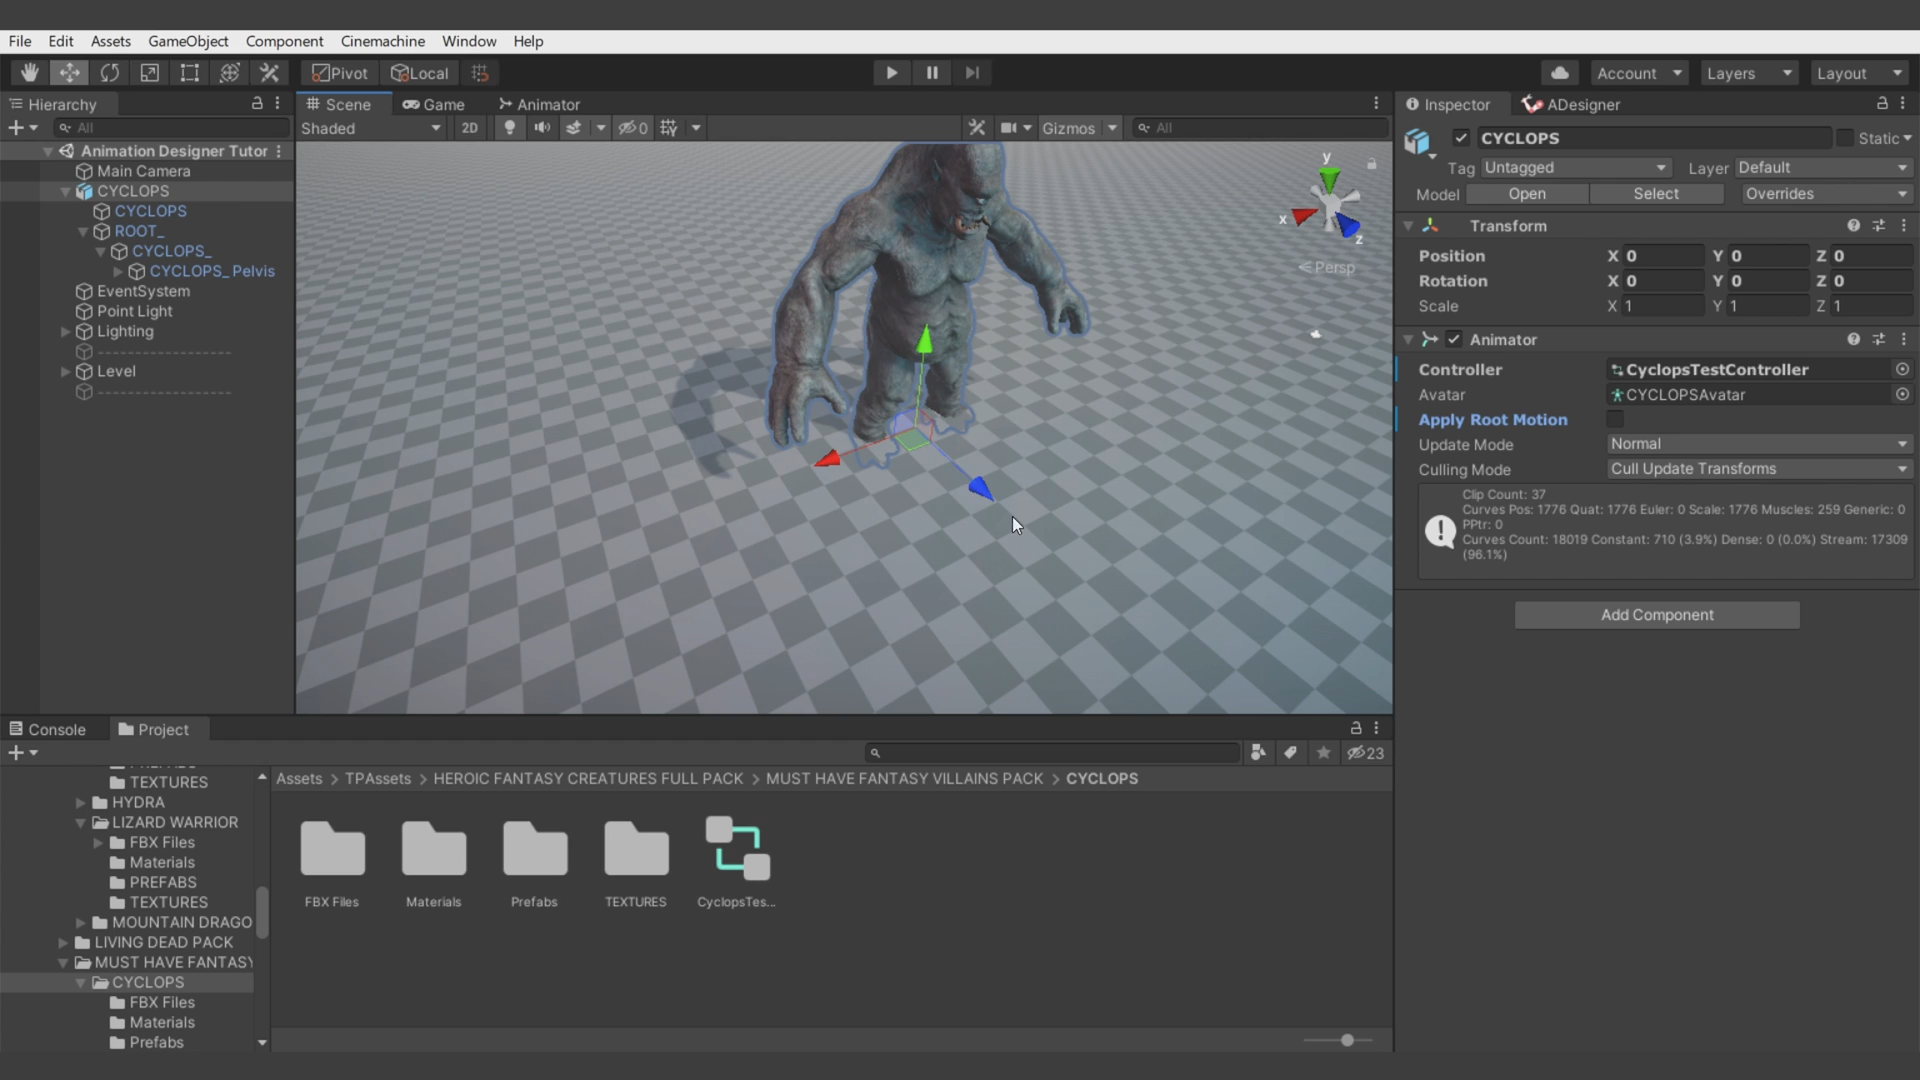 File Edit Assets GameObject Component Cinemachine Window Help
Pivot Local Account Layers Layout
Hierarchy
All
Animation Designer Tutor
Main Camera
CYCLOPS
CYCLOPS
ROOT_
CYCLOPS_
CYCLOPS_Pelvis
EventSystem
Point Light
Lighting
--------------------
Level
--------------------
Scene Game Animator
Shaded 2D 0 Gizmos All
y
x
z
Persp
Inspector ADesigner
CYCLOPS Static
Tag Untagged Layer Default
Model Open Select Overrides
Transform
Position X 0 Y 0 Z 0
Rotation X 0 Y 0 Z 0
Scale X 1 Y 1 Z 1
Animator
Controller CyclopsTestController
Avatar CYCLOPSAvatar
Apply Root Motion
Update Mode Normal
Culling Mode Cull Update Transforms
Clip Count: 37
Curves Pos: 1776 Quat: 1776 Euler: 0 Scale: 1776 Muscles: 259 Generic: 0
PPtr: 0
Curves Count: 18019 Constant: 710 (3.9%) Dense: 0 (0.0%) Stream: 17309
(96.1%)
Add Component
Console Project
23
TEXTURES
HYDRA
LIZARD WARRIOR
FBX Files
Materials
PREFABS
TEXTURES
MOUNTAIN DRAGO
LIVING DEAD PACK
MUST HAVE FANTASY
CYCLOPS
FBX Files
Materials
Prefabs
Assets > TPAssets > HEROIC FANTASY CREATURES FULL PACK > MUST HAVE FANTASY VILLAINS PACK > CYCLOPS
FBX Files Materials Prefabs TEXTURES CyclopsTes...